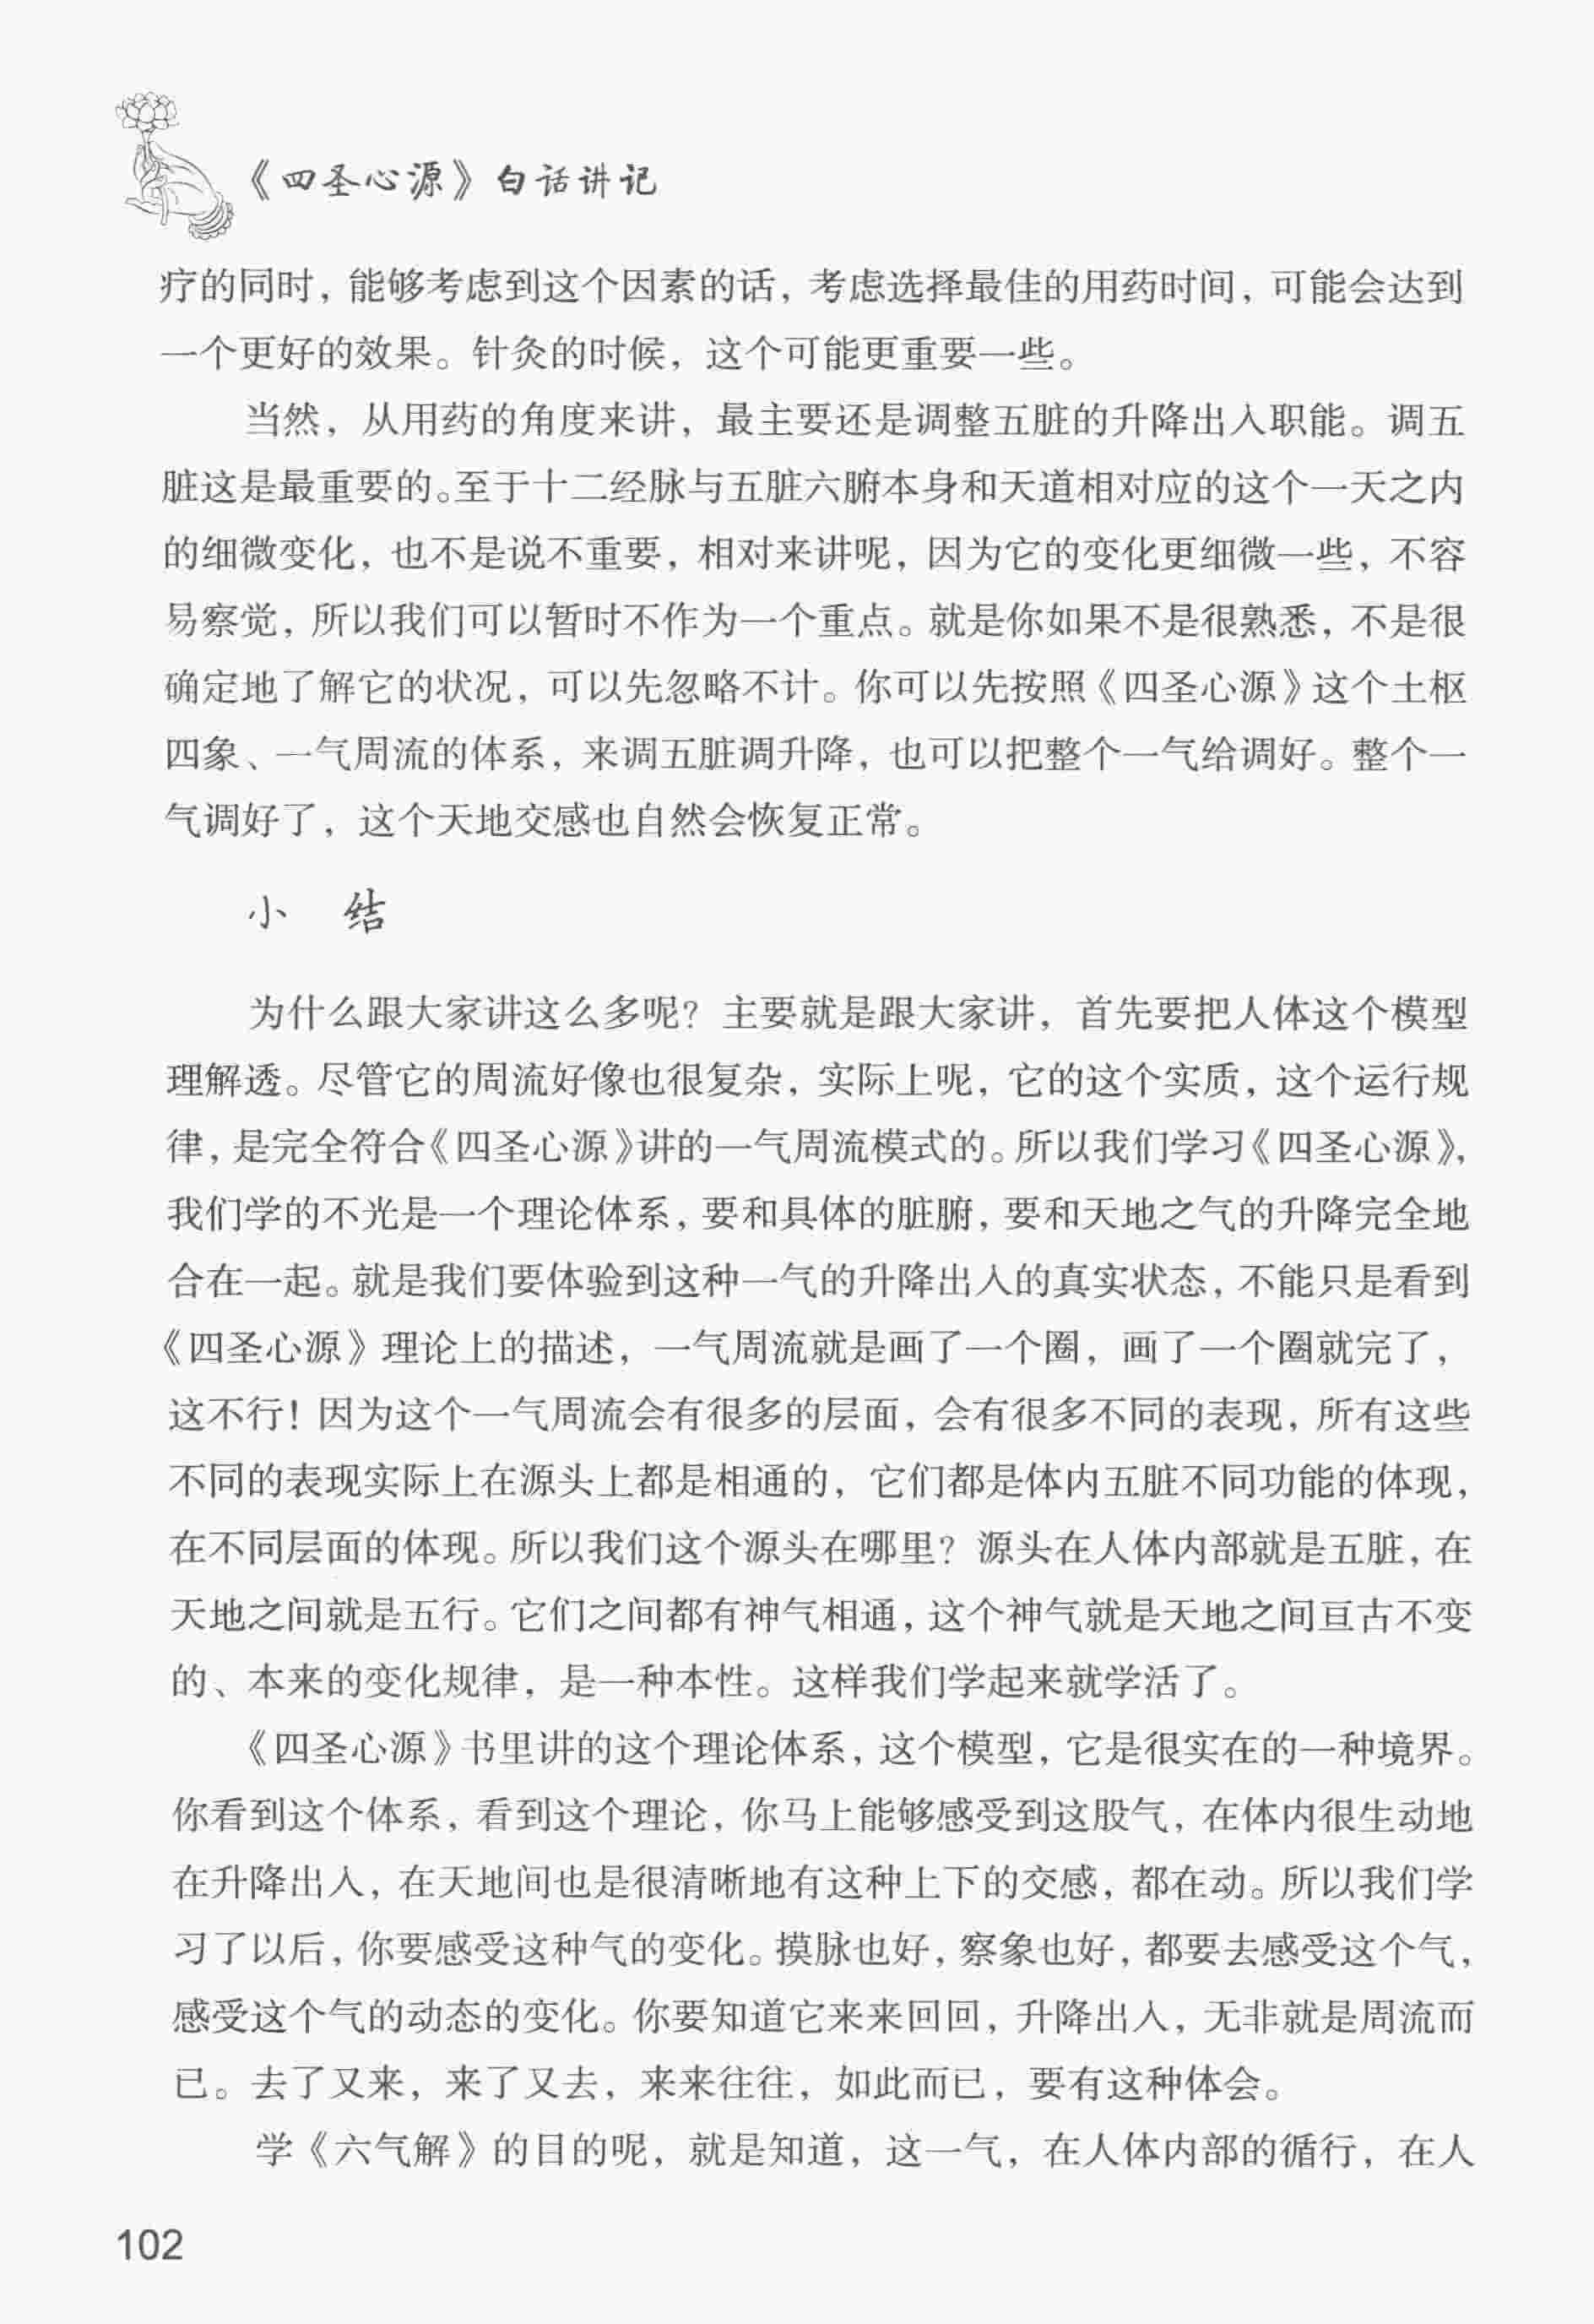 《四圣心源》白话讲记
疗的同时，能够考虑到这个因素的话，考虑选择最佳的用药时间，可能会达到
一个更好的效果。针灸的时候，这个可能更重要一些。
当然，从用药的角度来讲，最主要还是调整五脏的升降出入职能。调五
脏这是最重要的。至于十二经脉与五脏六腑本身和天道相对应的这个一天之内
的细微变化，也不是说不重要，相对来讲呢，因为它的变化更细微一些，不容
易察觉，所以我们可以暂时不作为一个重点。就是你如果不是很熟悉，不是很
确定地了解它的状况，可以先忽略不计。你可以先按照《四圣心源》这个土枢
四象、一气周流的体系，来调五脏调升降，也可以把整个一气给调好。整个一
气调好了，这个天地交感也自然会恢复正常。
小 结
为什么跟大家讲这么多呢？主要就是跟大家讲，首先要把人体这个模型
理解透。尽管它的周流好像也很复杂，实际上呢，它的这个实质，这个运行规
律，是完全符合《四圣心源》讲的一气周流模式的。所以我们学习《四圣心源》，
我们学的不光是一个理论体系，要和具体的脏腑，要和天地之气的升降完全地
合在一起。就是我们要体验到这种一气的升降出入的真实状态，不能只是看到
《四圣心源》理论上的描述，一气周流就是画了一个圈，画了一个圈就完了，
这不行！因为这个一气周流会有很多的层面，会有很多不同的表现，所有这些
不同的表现实际上在源头上都是相通的，它们都是体内五脏不同功能的体现，
在不同层面的体现。所以我们这个源头在哪里？源头在人体内部就是五脏，在
天地之间就是五行。它们之间都有神气相通，这个神气就是天地之间亘古不变
的、本来的变化规律，是一种本性。这样我们学起来就学活了。
《四圣心源》书里讲的这个理论体系，这个模型，它是很实在的一种境界。
你看到这个体系，看到这个理论，你马上能够感受到这股气，在体内很生动地
在升降出入，在天地间也是很清晰地有这种上下的交感，都在动。所以我们学
习了以后，你要感受这种气的变化。摸脉也好，察象也好，都要去感受这个气，
感受这个气的动态的变化。你要知道它来来回回，升降出入，无非就是周流而
已。去了又来，来了又去，来来往往，如此而已，要有这种体会。
学《六气解》的目的呢，就是知道，这一气，在人体内部的循行，在人
102